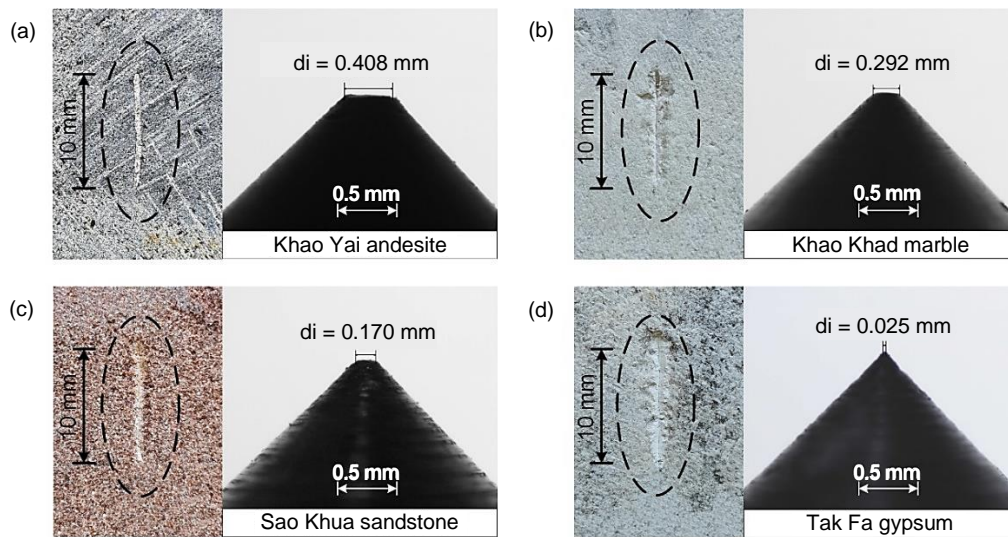 (a)
10 mm
di = 0.408 mm
0.5 mm
Khao Yai andesite
(b)
10 mm
di = 0.292 mm
0.5 mm
Khao Khad marble
(c)
10 mm
di = 0.170 mm
0.5 mm
Sao Khua sandstone
(d)
10 mm
di = 0.025 mm
0.5 mm
Tak Fa gypsum